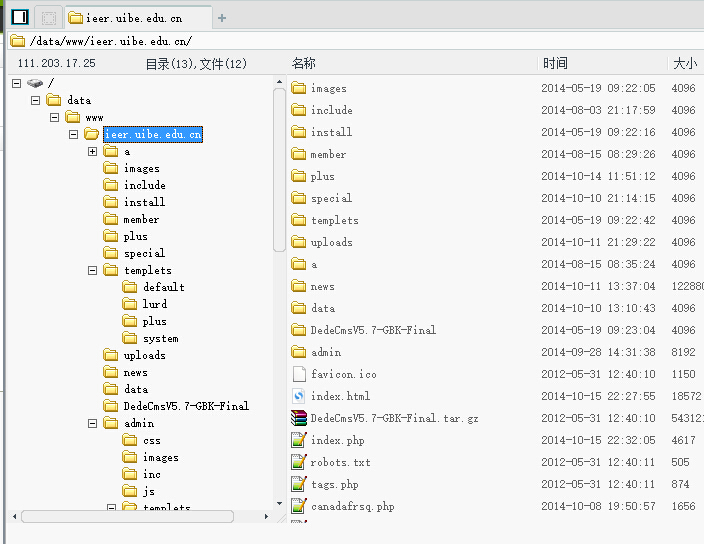 ieer.uibe.edu.cn
/data/www/ieer.uibe.edu.cn/
111.203.17.25 目录(13),文件(12)
/
data
www
ieer.uibe.edu.cn
a
images
include
install
member
plus
special
templets
default
lurd
plus
system
uploads
news
data
DedeCmsV5.7-GBK-Final
admin
css
images
inc
js
templets
名称 时间 大小
images 2014-05-19 09:22:05 4096
include 2014-08-03 21:17:59 4096
install 2014-05-19 09:22:16 4096
member 2014-08-15 08:29:26 4096
plus 2014-10-14 11:51:12 4096
special 2014-10-10 21:14:15 4096
templets 2014-05-19 09:22:42 4096
uploads 2014-10-11 21:29:22 4096
a 2014-08-15 08:35:24 4096
news 2014-10-11 13:37:04 122880
data 2014-10-10 13:10:43 4096
DedeCmsV5.7-GBK-Final 2014-05-19 09:23:04 4096
admin 2014-09-28 14:31:38 8192
favicon.ico 2012-05-31 12:40:10 1150
index.html 2014-10-15 22:27:55 18572
DedeCmsV5.7-GBK-Final.tar.gz 2012-05-31 12:40:10 543121
index.php 2014-10-15 22:32:05 4617
robots.txt 2012-05-31 12:40:11 505
tags.php 2012-05-31 12:40:11 874
canadafrsq.php 2014-10-08 19:50:57 1656